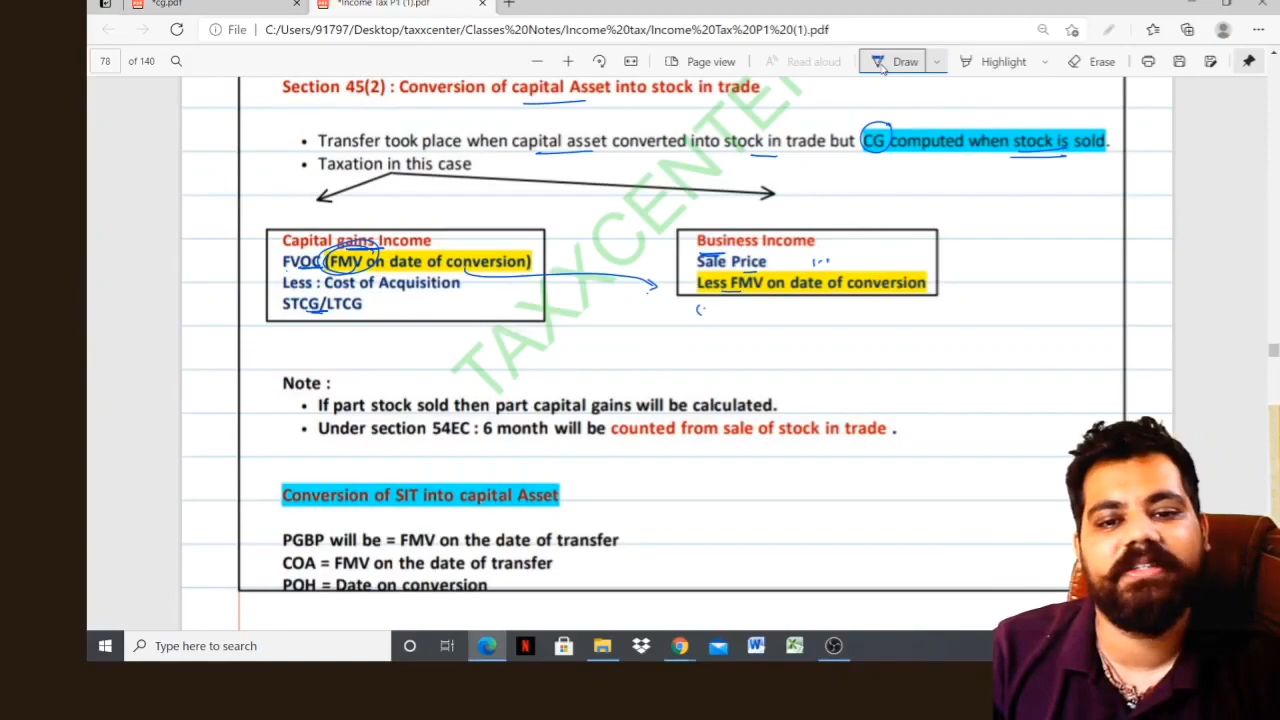 *cg.pdf
*Income Tax P1 (1).pdf
File
C:/Users/91797/Desktop/taxxcenter/Classes%20Notes/Income%20tax/Income%20Tax%20P1%20(1).pdf
78 of 140
Page view
Read aloud
Draw
Highlight
Erase
Section 45(2) : Conversion of capital Asset into stock in trade
• Transfer took place when capital asset converted into stock in trade but CG computed when stock is sold.
• Taxation in this case
Capital gains Income
FVOC (FMV on date of conversion)
Less : Cost of Acquisition
STCG/LTCG
Business Income
Sale Price
Less FMV on date of conversion
TAXXCENTER
Note :
• If part stock sold then part capital gains will be calculated.
• Under section 54EC : 6 month will be counted from sale of stock in trade .
Conversion of SIT into capital Asset
PGBP will be = FMV on the date of transfer
COA = FMV on the date of transfer
POH = Date on conversion
Type here to search